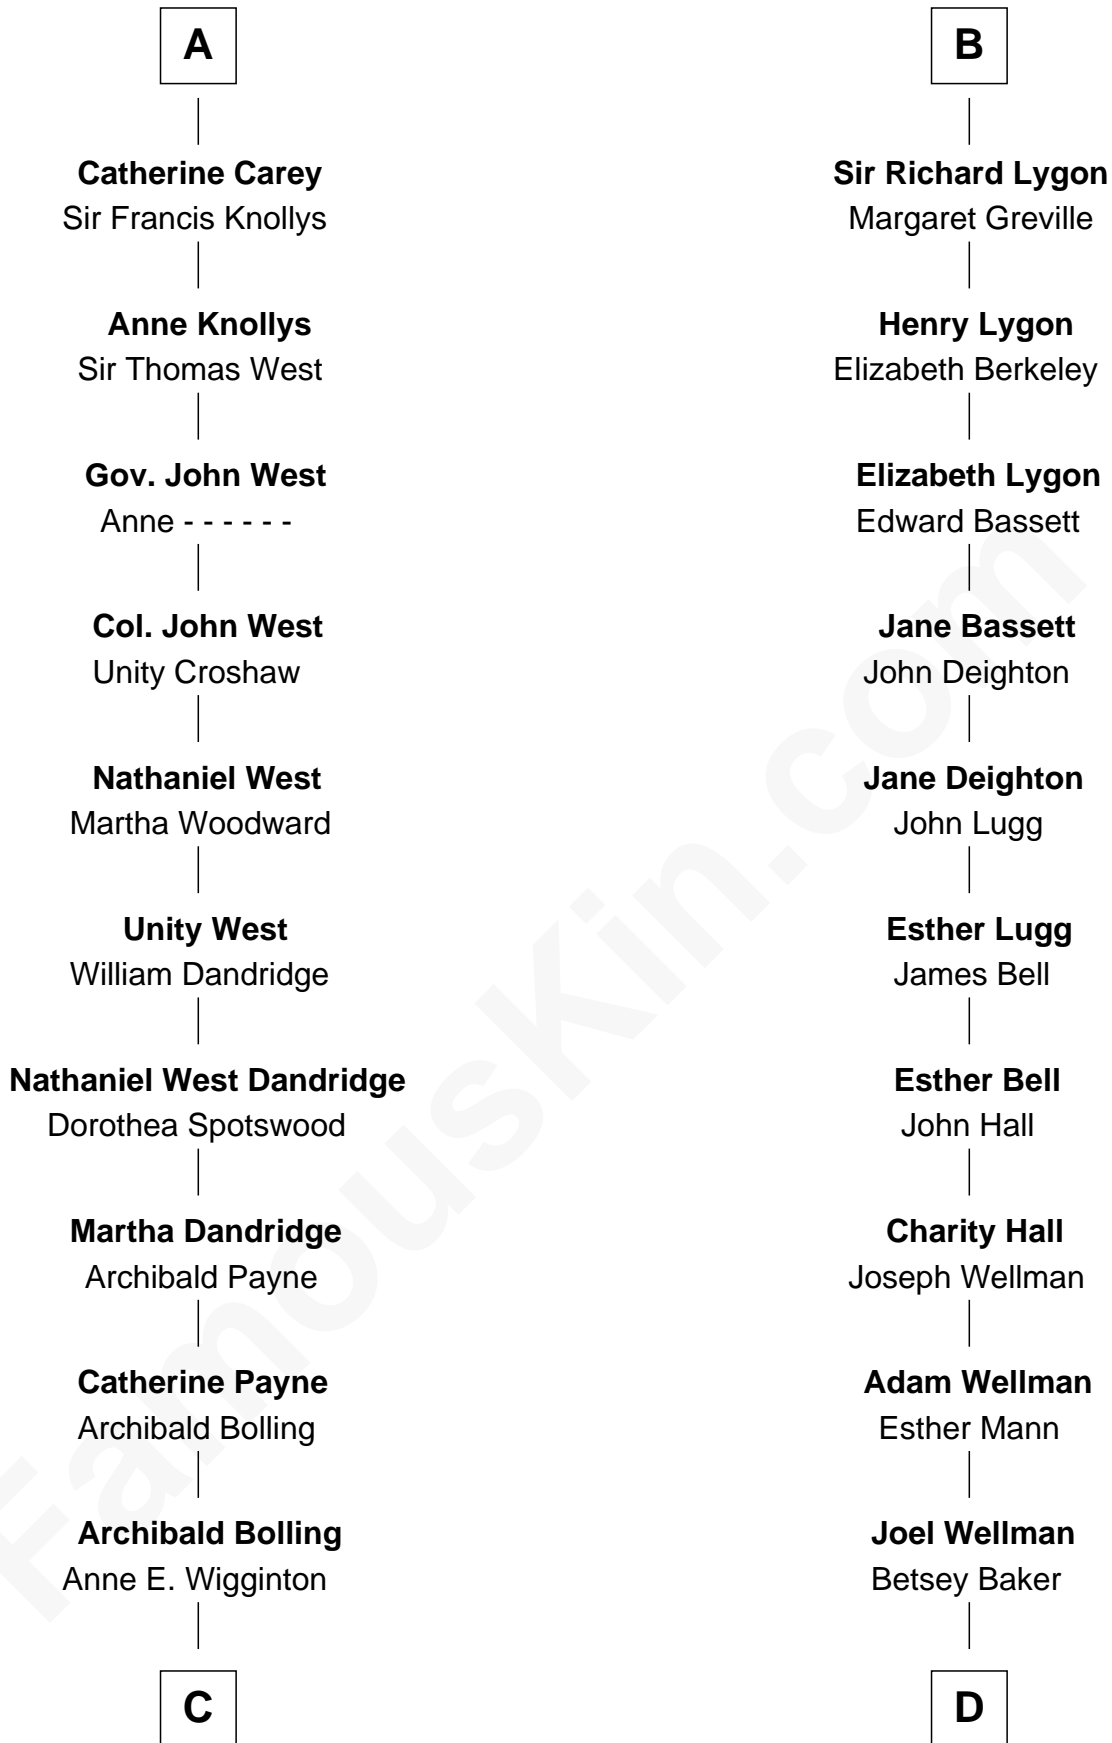 A
Catherine Carey
Sir Francis Knollys
Anne Knollys
Sir Thomas West
Gov. John West
Anne - - - - - -
Col. John West
Unity Croshaw
Nathaniel West
Martha Woodward
Unity West
William Dandridge
Nathaniel West Dandridge
Dorothea Spotswood
Martha Dandridge
Archibald Payne
Catherine Payne
Archibald Bolling
Archibald Bolling
Anne E. Wigginton
C
B
Sir Richard Lygon
Margaret Greville
Henry Lygon
Elizabeth Berkeley
Elizabeth Lygon
Edward Bassett
Jane Bassett
John Deighton
Jane Deighton
John Lugg
Esther Lugg
James Bell
Esther Bell
John Hall
Charity Hall
Joseph Wellman
Adam Wellman
Esther Mann
Joel Wellman
Betsey Baker
D
FamousKin.com